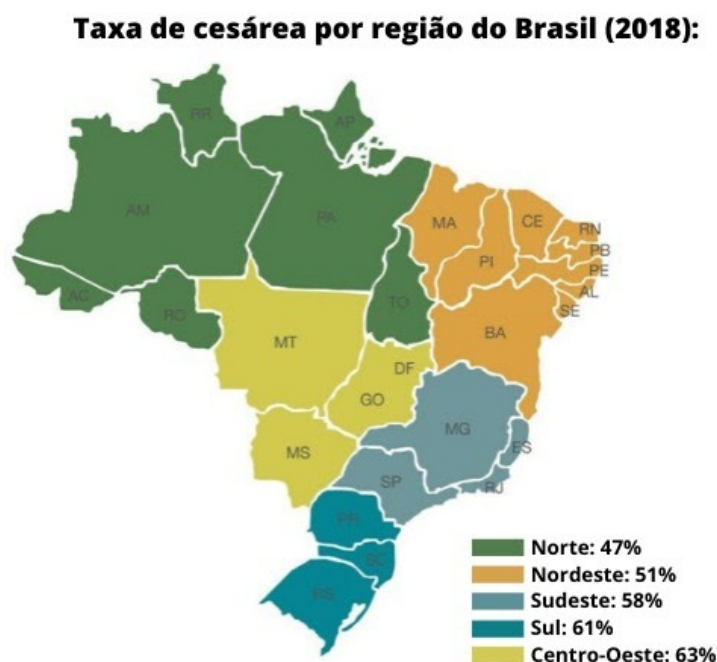 Taxa de cesárea por região do Brasil (2018):
RR
AP
AM
PA
MA
CE
RN
PB
PE
AL
SE
PI
AC
RO
TO
BA
MT
DF
GO
MG
ES
MS
SP
RJ
PR
SC
RS
Norte: 47%
Nordeste: 51%
Sudeste: 58%
Sul: 61%
Centro-Oeste: 63%